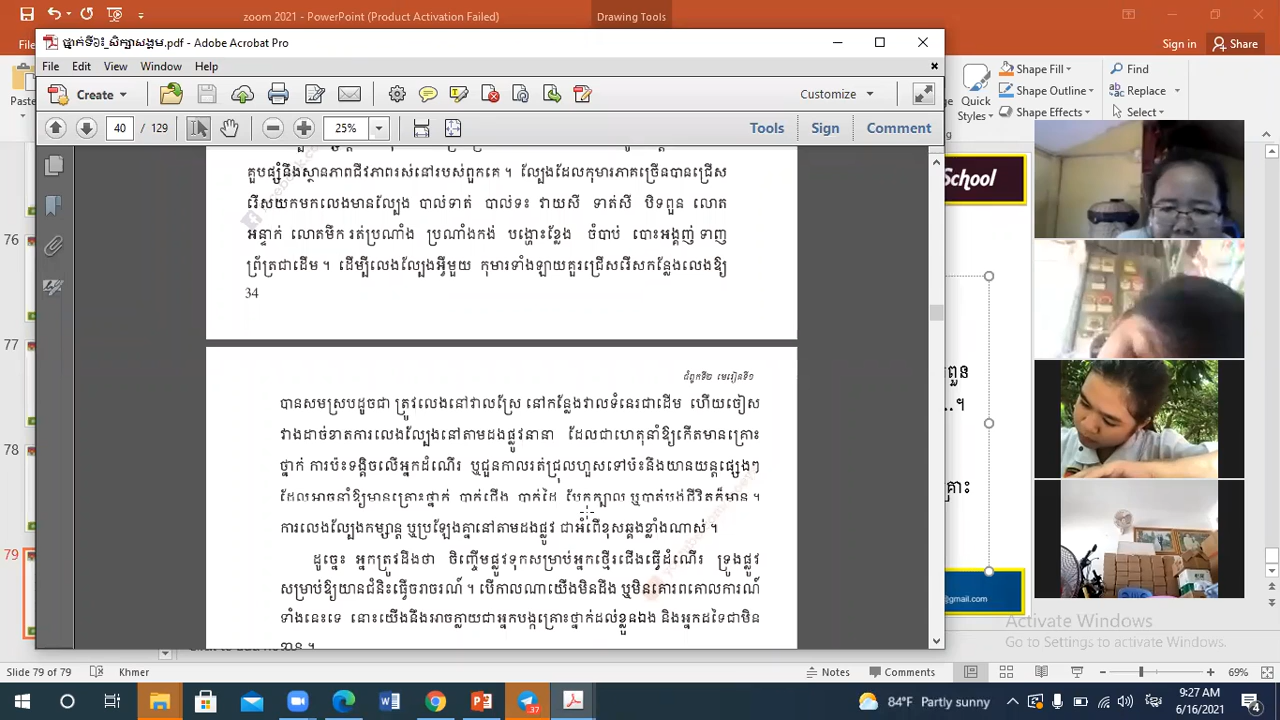 zoom 2021 - PowerPoint (Product Activation Failed)
Drawing Tools
ថ្នាក់ទី៦៖ សិក្សាសង្គម.pdf - Adobe Acrobat Pro
Sign in
Share
File Edit View Window Help
Create
Customize
Paste
Quick Styles
Shape Fill
Shape Outline
Shape Effects
Find
Replace
Select
40 / 129
25%
Tools
Sign
Comment
School
គួបផ្សំនឹងស្ថានភាពជីវភាពរស់នៅរបស់ពួកគេ ។ ល្បែងដែលកុមារភាគច្រើនបានជ្រើស
រើសយកមកលេងមានល្បែង បាល់ទាត់ បាល់ទះ វាយសី ទាត់សី បិទពួន លោត
អន្ទាក់ លោតមឹក រត់ប្រណាំង ប្រណាំងកង់ បង្ហោះខ្លែង ចំបាប់ បោះអង្គញ់ ទាញ
ព្រ័ត្រជាដើម ។ ដើម្បីលេងល្បែងអ្វីមួយ កុមារទាំងឡាយគួរជ្រើសរើសកន្លែងលេងឱ្យ
34
ជំពូកទី២ មេរៀនទី១
បានសមស្របដូចជា ត្រូវលេងនៅវាលស្រែ នៅកន្លែងវាលទំនេរជាដើម ហើយចៀស
វាងដាច់ខាតការលេងល្បែងនៅតាមដងផ្លូវនានា ដែលជាហេតុនាំឱ្យកើតមានគ្រោះ
ថ្នាក់ ការប៉ះទង្គិចលើអ្នកដំណើរ ឬជួនកាលរត់ជ្រុលហួសទៅប៉ះនឹងយានយន្តផ្សេងៗ
ដែលអាចនាំឱ្យមានគ្រោះថ្នាក់ បាក់ជើង បាក់ដៃ បែកក្បាល ឬបាត់បង់ជីវិតក៏មាន ។
ការលេងល្បែងកម្សាន្ត ឬប្រឡែងគ្នានៅតាមដងផ្លូវ ជាអំពើខុសឆ្គងខ្លាំងណាស់ ។
ដូច្នេះ អ្នកត្រូវដឹងថា ចិញ្ចើមផ្លូវទុកសម្រាប់អ្នកថ្មើរជើងធ្វើដំណើរ ទ្រូងផ្លូវ
សម្រាប់ឱ្យយានជំនិះធ្វើចរាចរណ៍ ។ បើកាលណាយើងមិនដឹង ឬមិនគោរពគោលការណ៍
ទាំងនេះទេ នោះយើងនឹងអាចក្លាយជាអ្នកបង្កគ្រោះថ្នាក់ដល់ខ្លួនឯង និងអ្នកដទៃជាមិន
ខាន ។
76
77
78
79
ពួន
...។
គ្រោះ
@gmail.com
Activate Windows
Go to Settings to activate Windows.
Slide 79 of 79
Khmer
Notes
Comments
69%
37
84°F Partly sunny
9:27 AM
6/16/2021
4